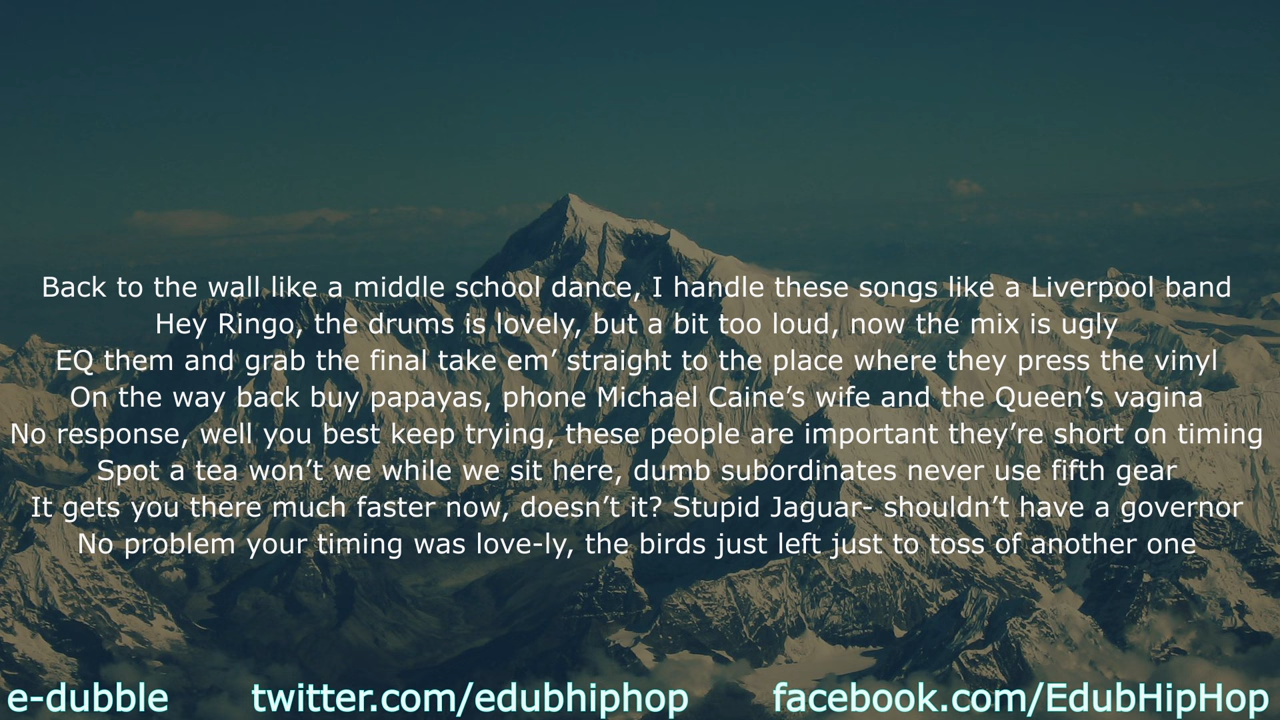 Back to the wall like a middle school dance, I handle these songs like a Liverpool band
Hey Ringo, the drums is lovely, but a bit too loud, now the mix is ugly
EQ them and grab the final take em’ straight to the place where they press the vinyl
On the way back buy papayas, phone Michael Caine’s wife and the Queen’s vagina
No response, well you best keep trying, these people are important they’re short on timing
Spot a tea won’t we while we sit here, dumb subordinates never use fifth gear
It gets you there much faster now, doesn’t it? Stupid Jaguar- shouldn’t have a governor
No problem your timing was love-ly, the birds just left just to toss of another one
e-dubble twitter.com/edubhiphop facebook.com/EdubHipHop